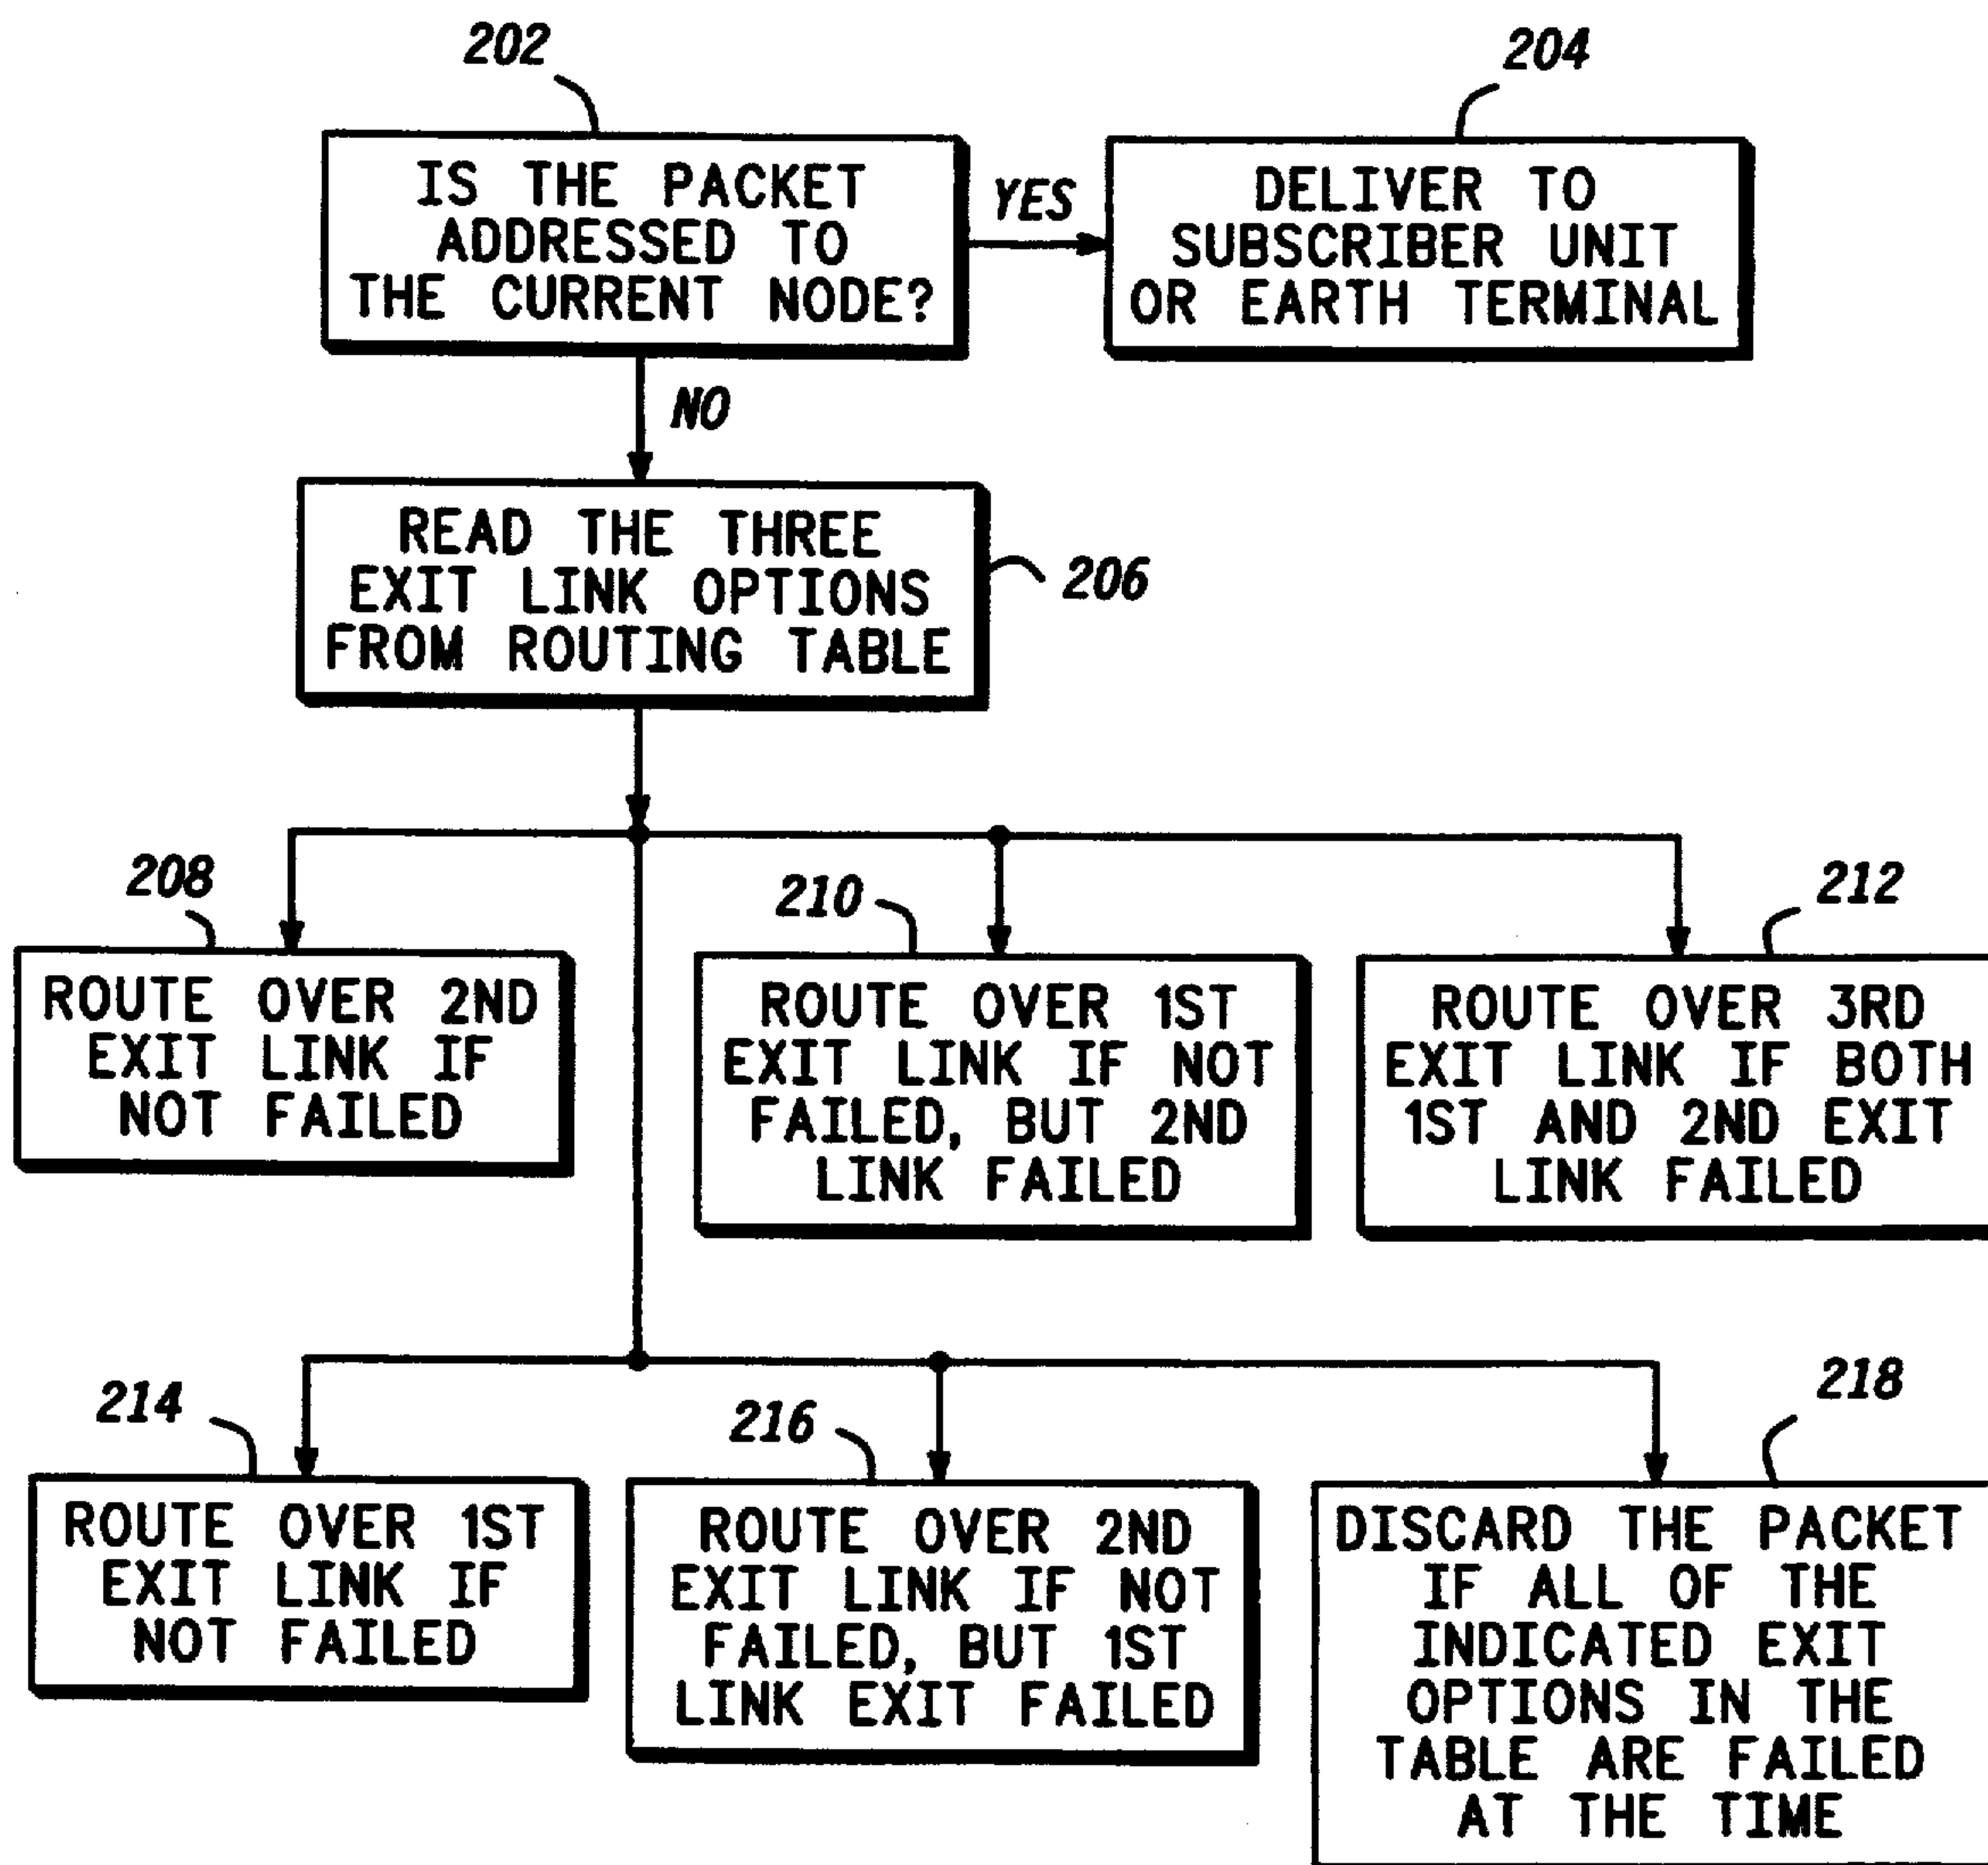 202
IS THE PACKET
ADDRESSED TO
THE CURRENT NODE?
YES
204
DELIVER TO
SUBSCRIBER UNIT
OR EARTH TERMINAL
NO
READ THE THREE
EXIT LINK OPTIONS
FROM ROUTING TABLE
206
208
ROUTE OVER 2ND
EXIT LINK IF
NOT FAILED
210
ROUTE OVER 1ST
EXIT LINK IF NOT
FAILED, BUT 2ND
LINK FAILED
212
ROUTE OVER 3RD
EXIT LINK IF BOTH
1ST AND 2ND EXIT
LINK FAILED
214
ROUTE OVER 1ST
EXIT LINK IF
NOT FAILED
216
ROUTE OVER 2ND
EXIT LINK IF NOT
FAILED, BUT 1ST
LINK EXIT FAILED
218
DISCARD THE PACKET
IF ALL OF THE
INDICATED EXIT
OPTIONS IN THE
TABLE ARE FAILED
AT THE TIME